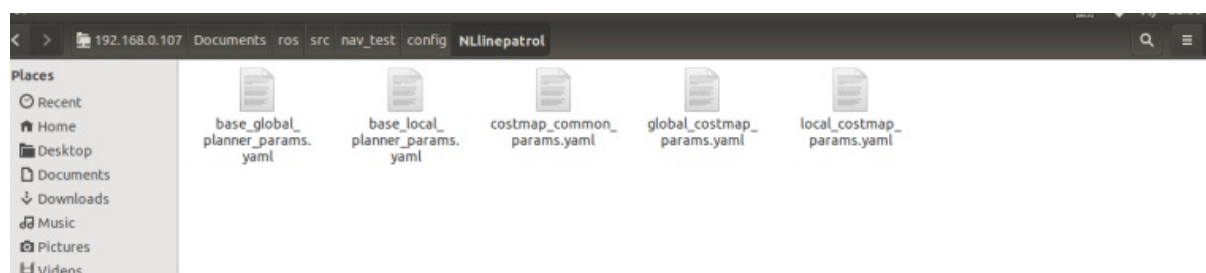 192.168.0.107 Documents ros src nav_test config NLlinepatrol
Places
Recent
Home
Desktop
Documents
Downloads
Music
Pictures
Videos
base_global_
planner_params.
yaml
base_local_
planner_params.
yaml
costmap_common_
params.yaml
global_costmap_
params.yaml
local_costmap_
params.yaml